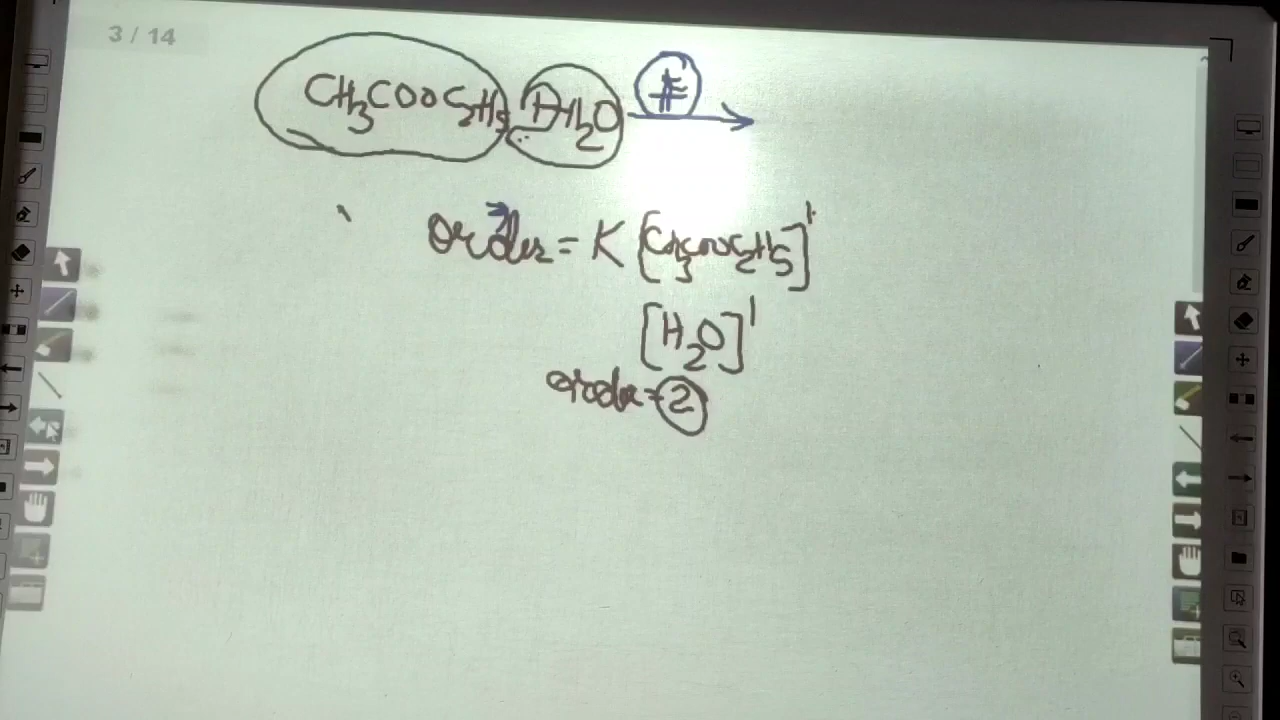 3 / 14
CH3COOC2H5 H2O
Order = K [CH3COOC2H5]1
[H2O]1
order = 2